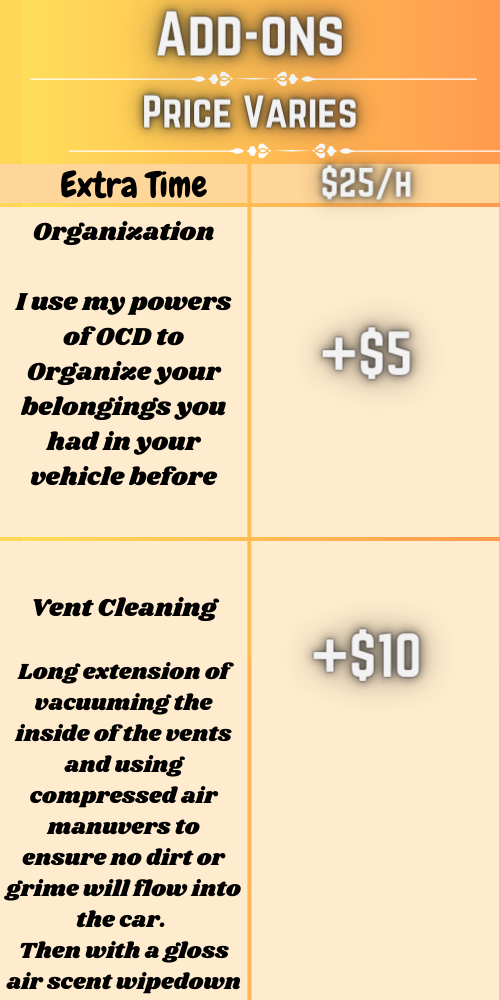 Add-ons
Price Varies
Extra Time
$25/h
Organization
I use my powers
of OCD to
Organize your
belongings you
had in your
vehicle before
+$5
Vent Cleaning
Long extension of
vacuuming the
inside of the vents
and using
compressed air
manuvers to
ensure no dirt or
grime will flow into
the car.
Then with a gloss
air scent wipedown
+$10